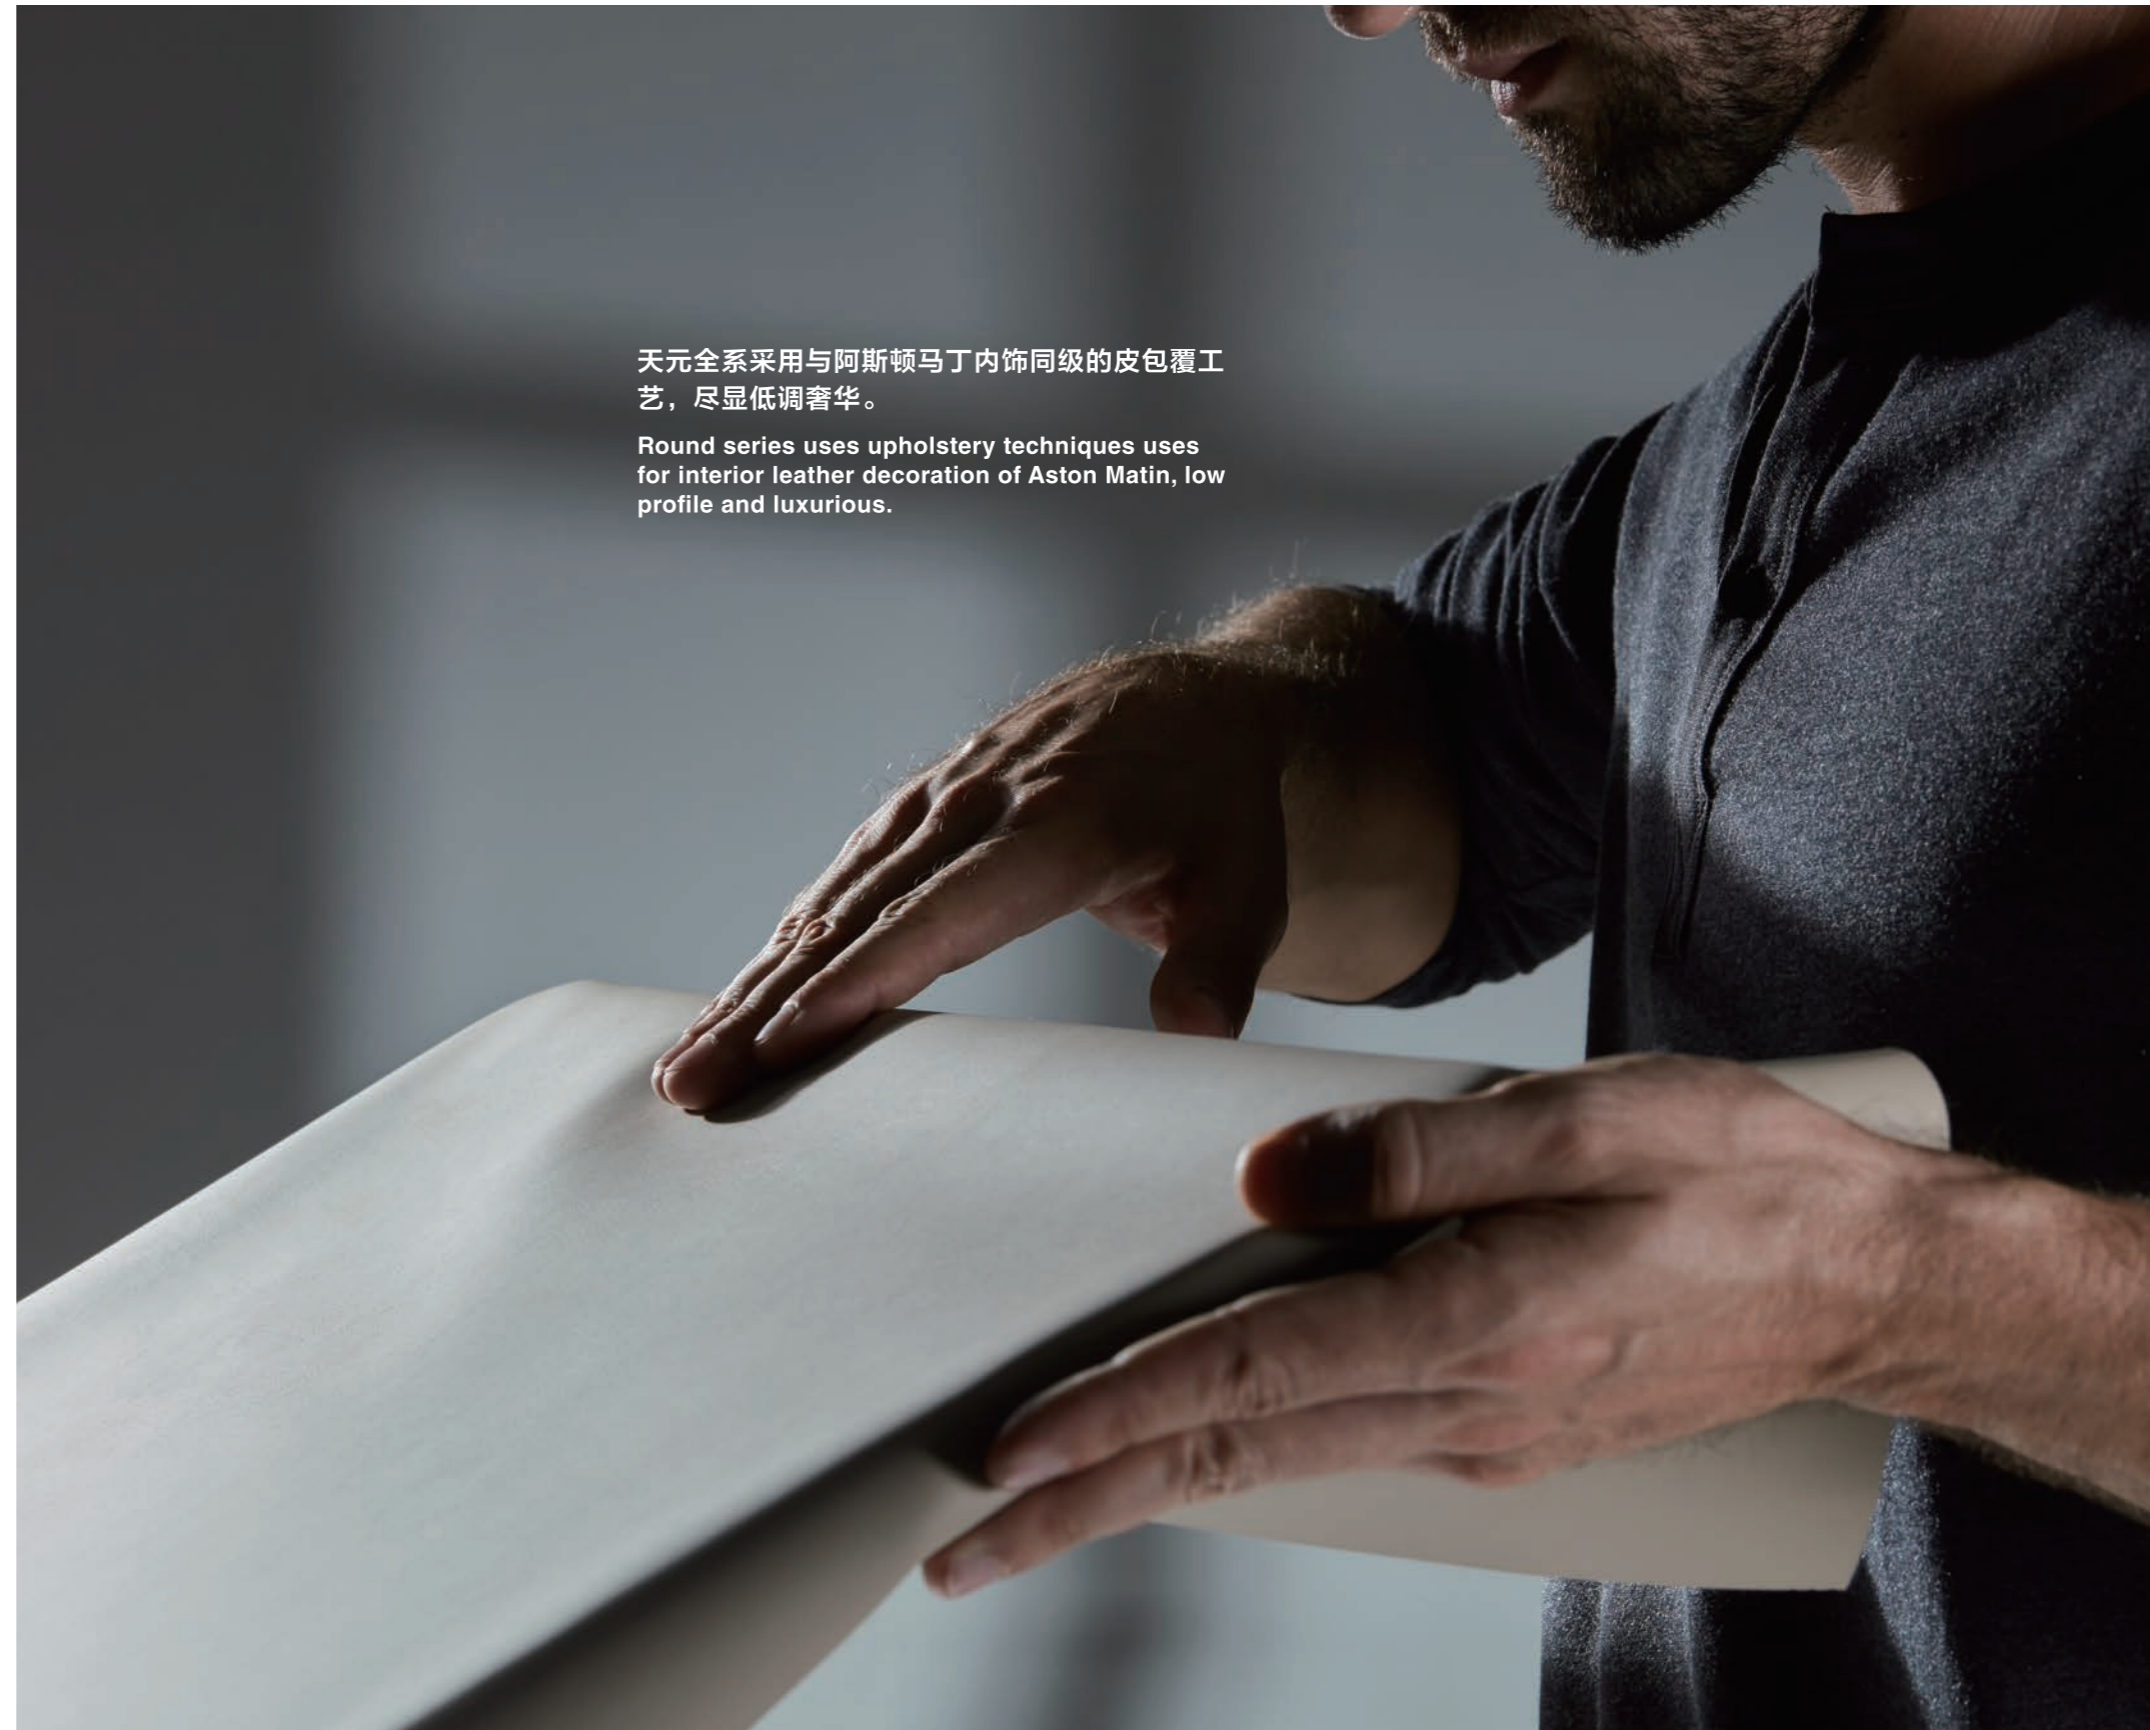 天元全系采用与阿斯顿马丁内饰同级的皮包覆工
艺，尽显低调奢华。
Round series uses upholstery techniques uses
for interior leather decoration of Aston Matin, low
profile and luxurious.